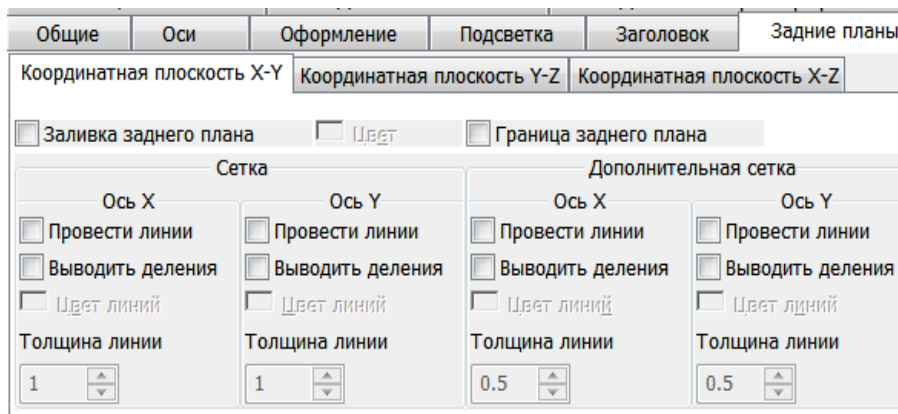 Общие Оси Оформление Подсветка Заголовок Задние планы
Координатная плоскость X-Y Координатная плоскость Y-Z Координатная плоскость X-Z
Заливка заднего плана Цвет Граница заднего плана
Сетка Дополнительная сетка
Ось X Ось Y Ось X Ось Y
Провести линии Провести линии Провести линии Провести линии
Выводить деления Выводить деления Выводить деления Выводить деления
Цвет линий Цвет линий Цвет линий Цвет линий
Толщина линии Толщина линии Толщина линии Толщина линии
1 1 0.5 0.5